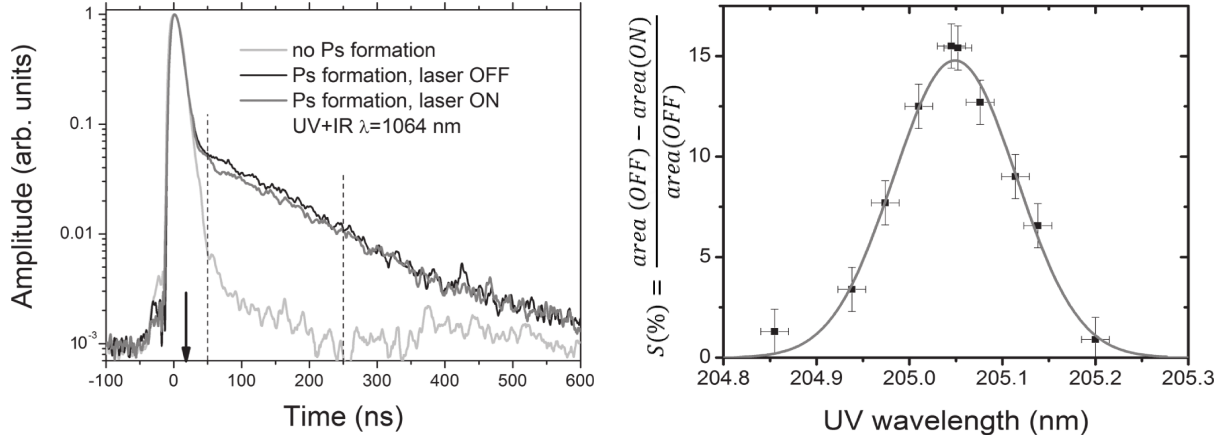 Amplitude (arb. units)
1
0.1
0.01
10⁻³
no Ps formation
Ps formation, laser OFF
Ps formation, laser ON
UV+IR λ=1064 nm
-100 0 100 200 300 400 500 600
Time (ns)
S(%) = area (OFF) − area(ON)
area(OFF)
15
10
5
0
204.8 204.9 205.0 205.1 205.2 205.3
UV wavelength (nm)